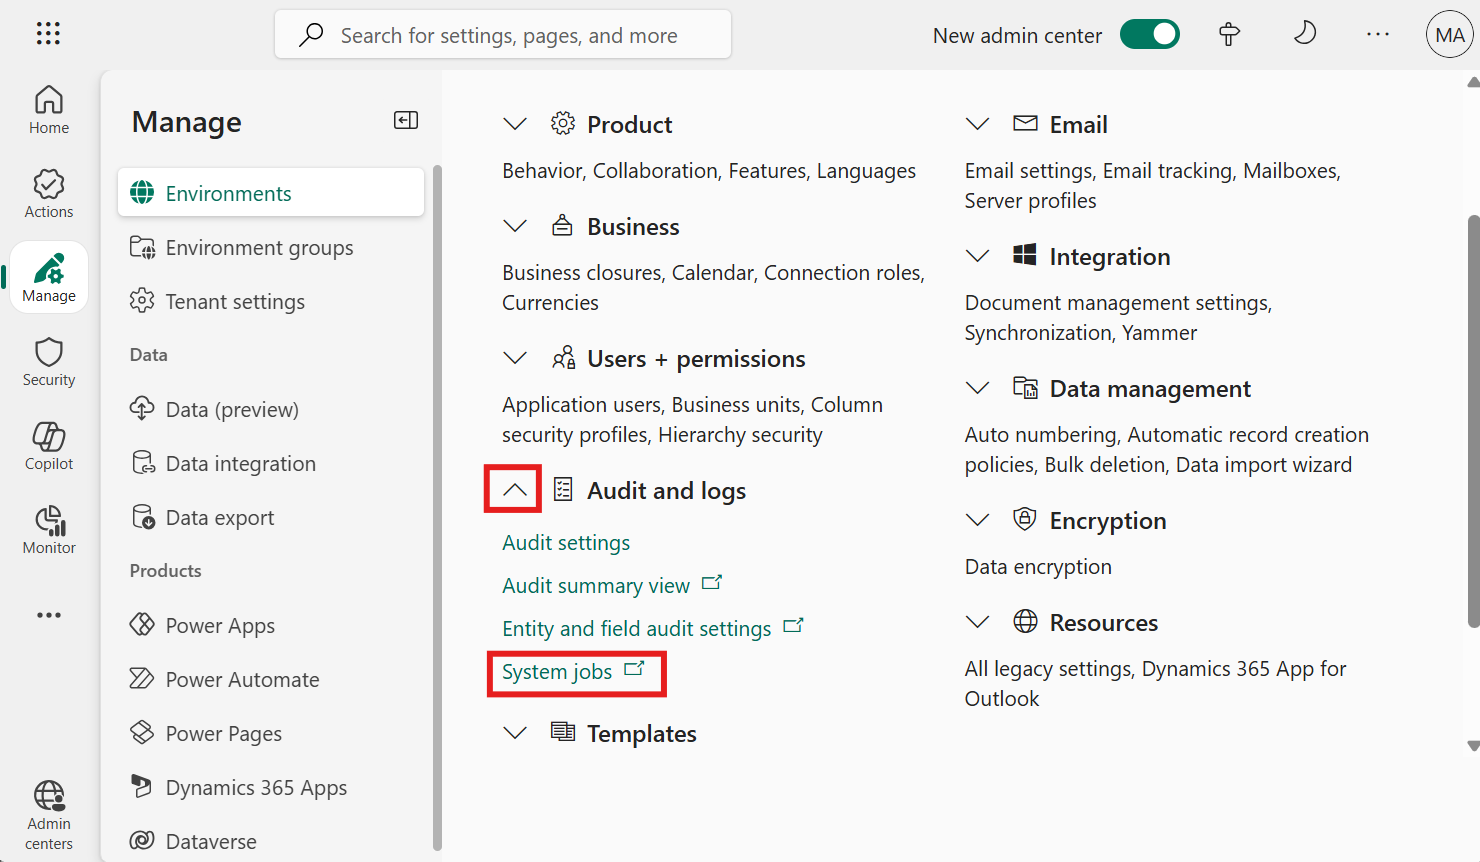 Search for settings, pages, and more
New admin center
MA
Home
Actions
Manage
Security
Copilot
Monitor
Admin
centers
Manage
Environments
Environment groups
Tenant settings
Data
Data (preview)
Data integration
Data export
Products
Power Apps
Power Automate
Power Pages
Dynamics 365 Apps
Dataverse
Product
Behavior, Collaboration, Features, Languages
Business
Business closures, Calendar, Connection roles,
Currencies
Users + permissions
Application users, Business units, Column
security profiles, Hierarchy security
Audit and logs
Audit settings
Audit summary view
Entity and field audit settings
System jobs
Templates
Email
Email settings, Email tracking, Mailboxes,
Server profiles
Integration
Document management settings,
Synchronization, Yammer
Data management
Auto numbering, Automatic record creation
policies, Bulk deletion, Data import wizard
Encryption
Data encryption
Resources
All legacy settings, Dynamics 365 App for
Outlook